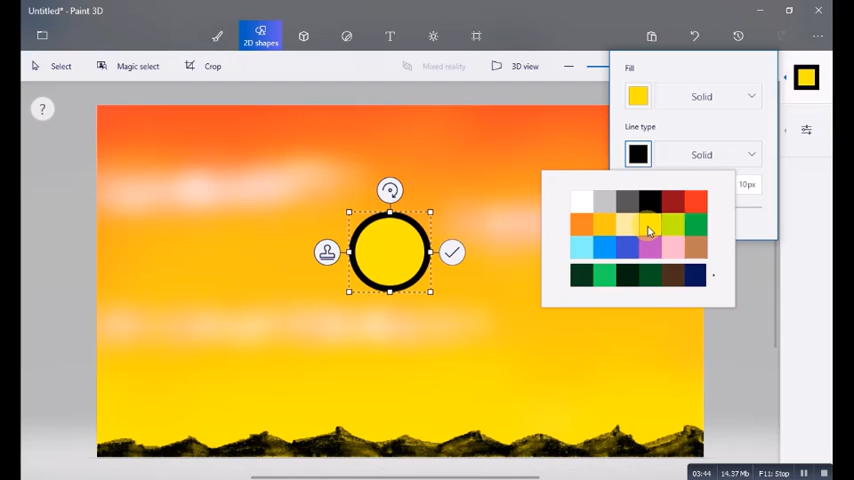 Untitled* - Paint 3D
2D shapes
Select
Magic select
Crop
Mixed reality
3D view
Fill
Solid
Line type
Solid
10px
?
03:44
14.37 Mb
F11: Stop